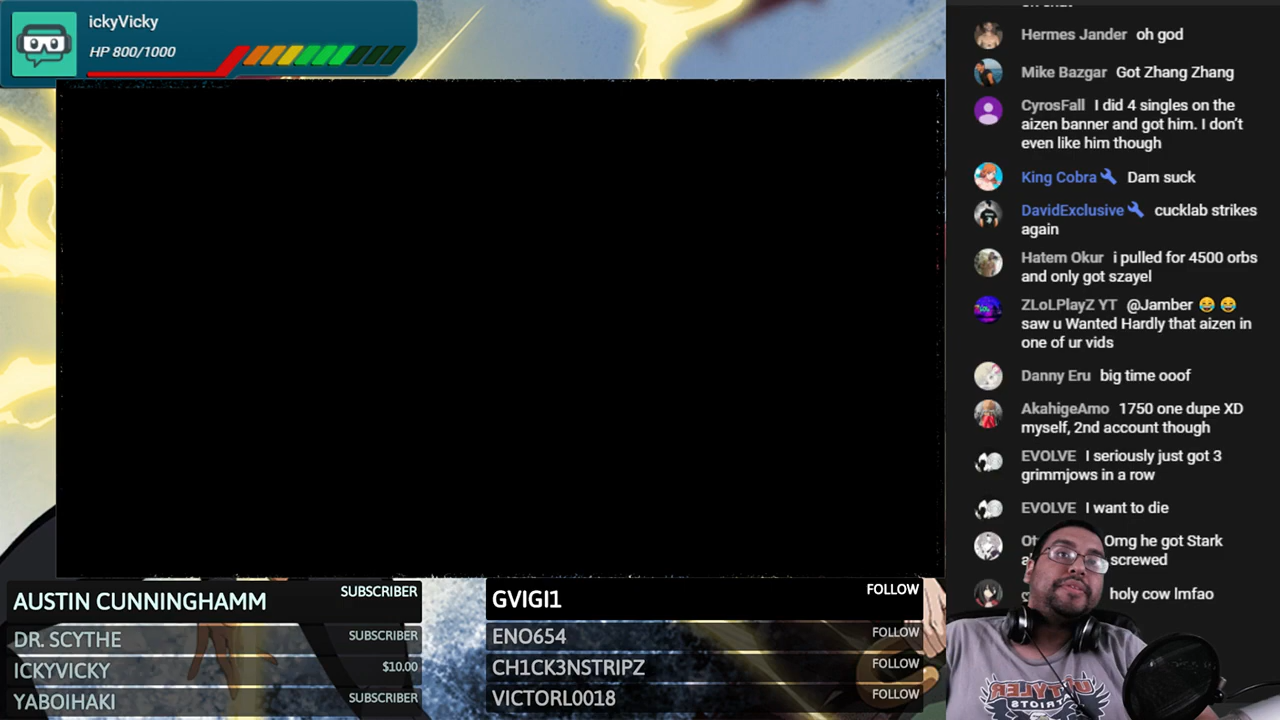 ickyVicky
HP 800/1000
Hermes Jander oh god
Mike Bazgar Got Zhang Zhang
CyrosFall I did 4 singles on the
aizen banner and got him. I don't
even like him though
King Cobra Dam suck
DavidExclusive cucklab strikes
again
Hatem Okur i pulled for 4500 orbs
and only got szayel
ZLoLPlayZ YT @Jamber 😂 😂
saw u Wanted Hardly that aizen in
one of ur vids
Danny Eru big time ooof
AkahigeAmo 1750 one dupe XD
myself, 2nd account though
EVOLVE I seriously just got 3
grimmjows in a row
EVOLVE I want to die
Omg he got Stark
screwed
holy cow lmfao
AUSTIN CUNNINGHAMM SUBSCRIBER
DR. SCYTHE SUBSCRIBER
ICKYVICKY $10.00
YABOIHAKI SUBSCRIBER
GVIGI1 FOLLOW
ENO654 FOLLOW
CH1CK3NSTRIPZ FOLLOW
VICTORL0018 FOLLOW
UT TYLER
PATRIOTS